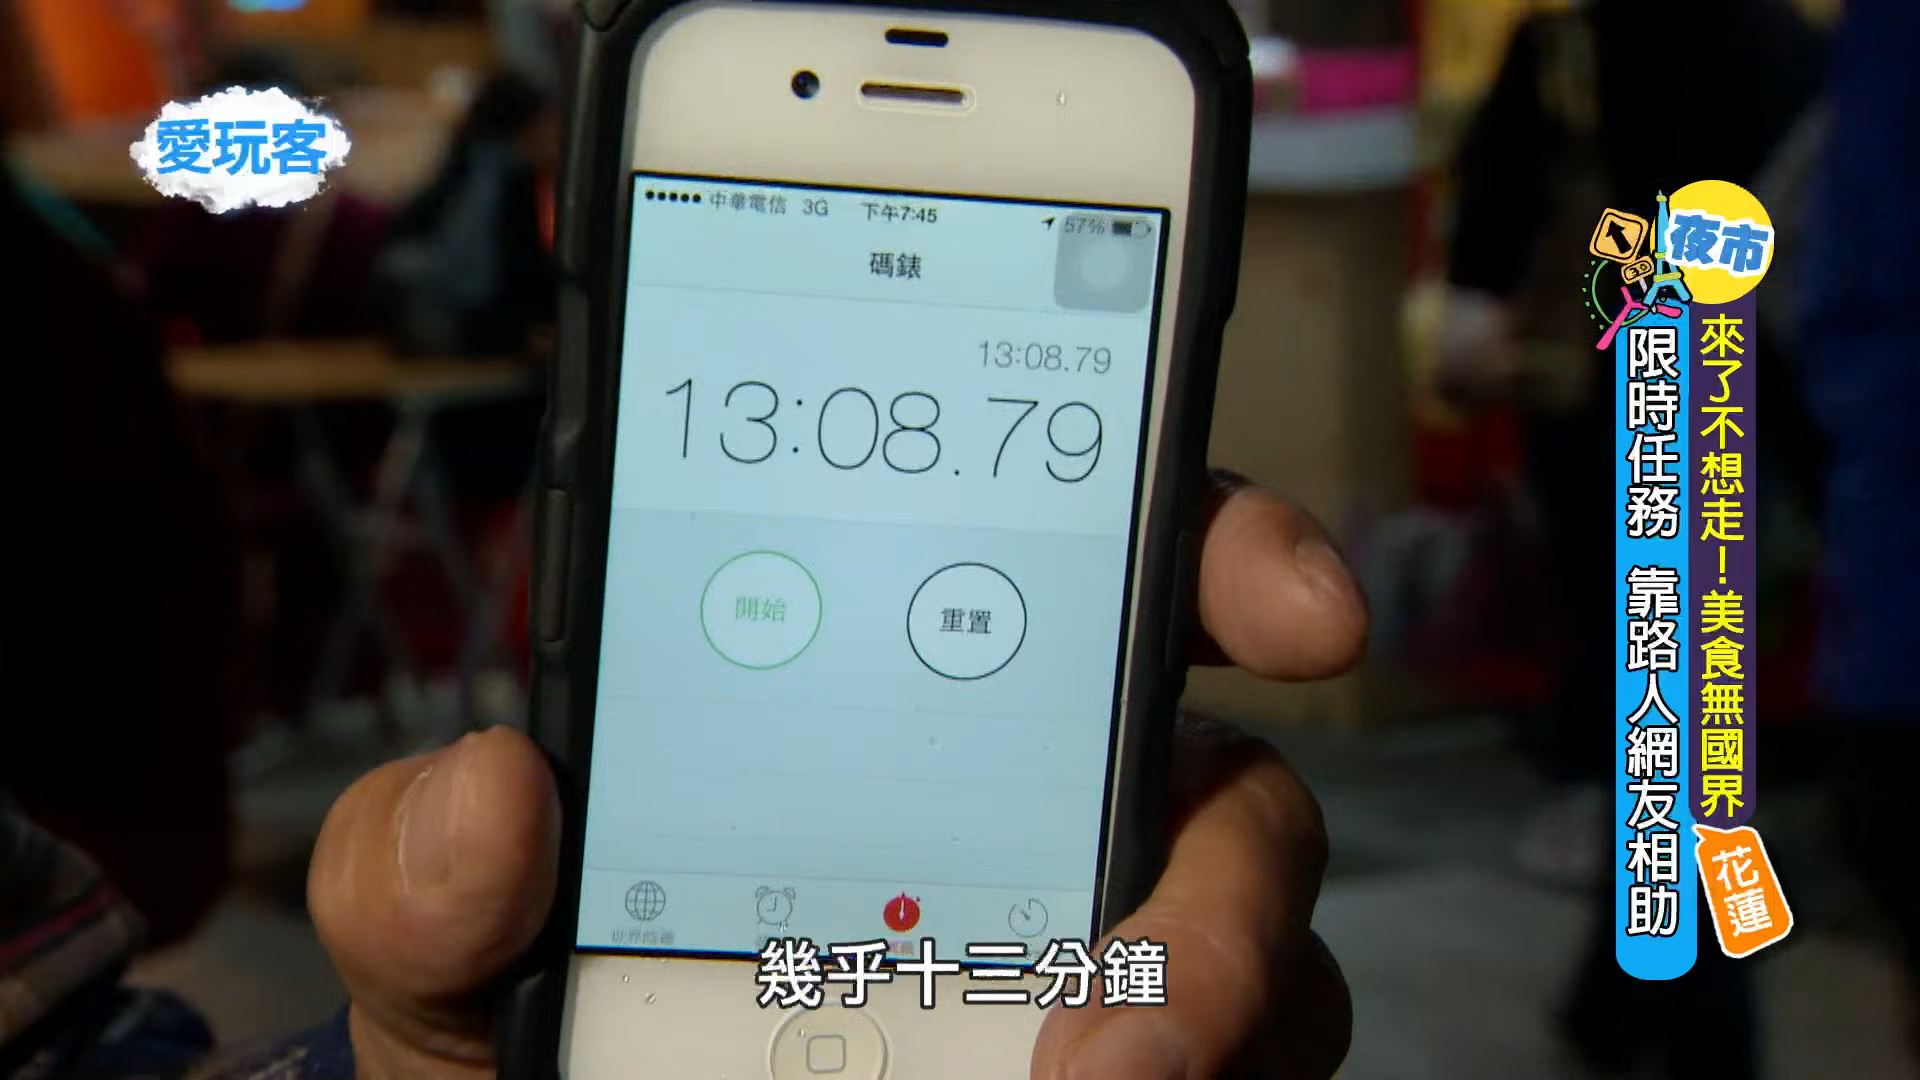 愛玩客
中華電信 3G 下午7:45 57%
碼錶
13:08.79
13:08.79
開始 重置
幾乎十三分鐘
夜市
來了不想走！美食無國界
限時任務 靠路人網友相助
花蓮